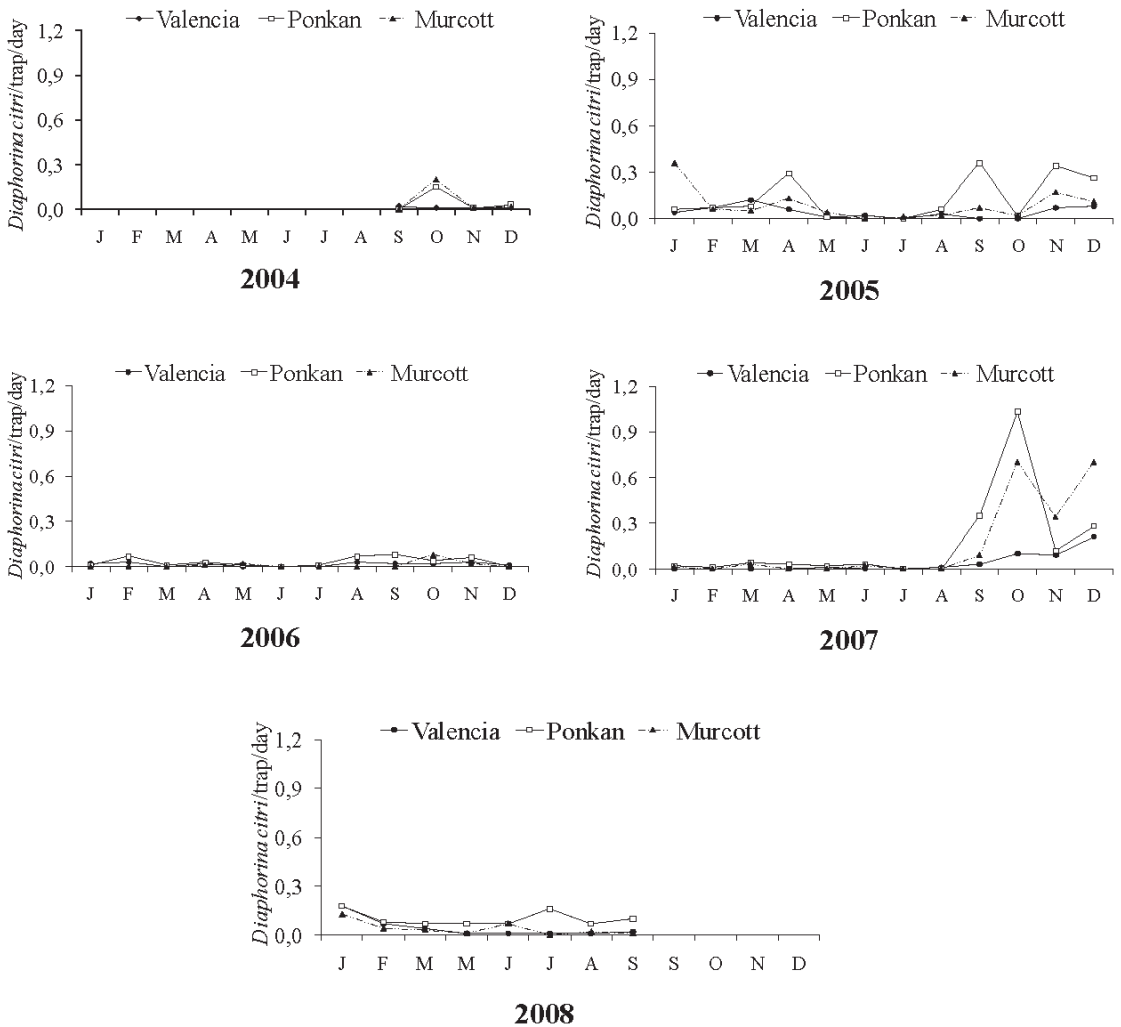 Valencia Ponkan Murcott
Diaphorina citri/trap/day
1,2
0,9
0,6
0,3
0,0
J F M A M J J A S O N D
2004
Valencia Ponkan Murcott
Diaphorina citri/trap/day
1,2
0,9
0,6
0,3
0,0
J F M A M J J A S O N D
2005
Valencia Ponkan Murcott
Diaphorina citri/trap/day
1,2
0,9
0,6
0,3
0,0
J F M A M J J A S O N D
2006
Valencia Ponkan Murcott
Diaphorina citri/trap/day
1,2
0,9
0,6
0,3
0,0
J F M A M J J A S O N D
2007
Valencia Ponkan Murcott
Diaphorina citri/trap/day
1,2
0,9
0,6
0,3
0,0
J F M M J J A S S O N D
2008